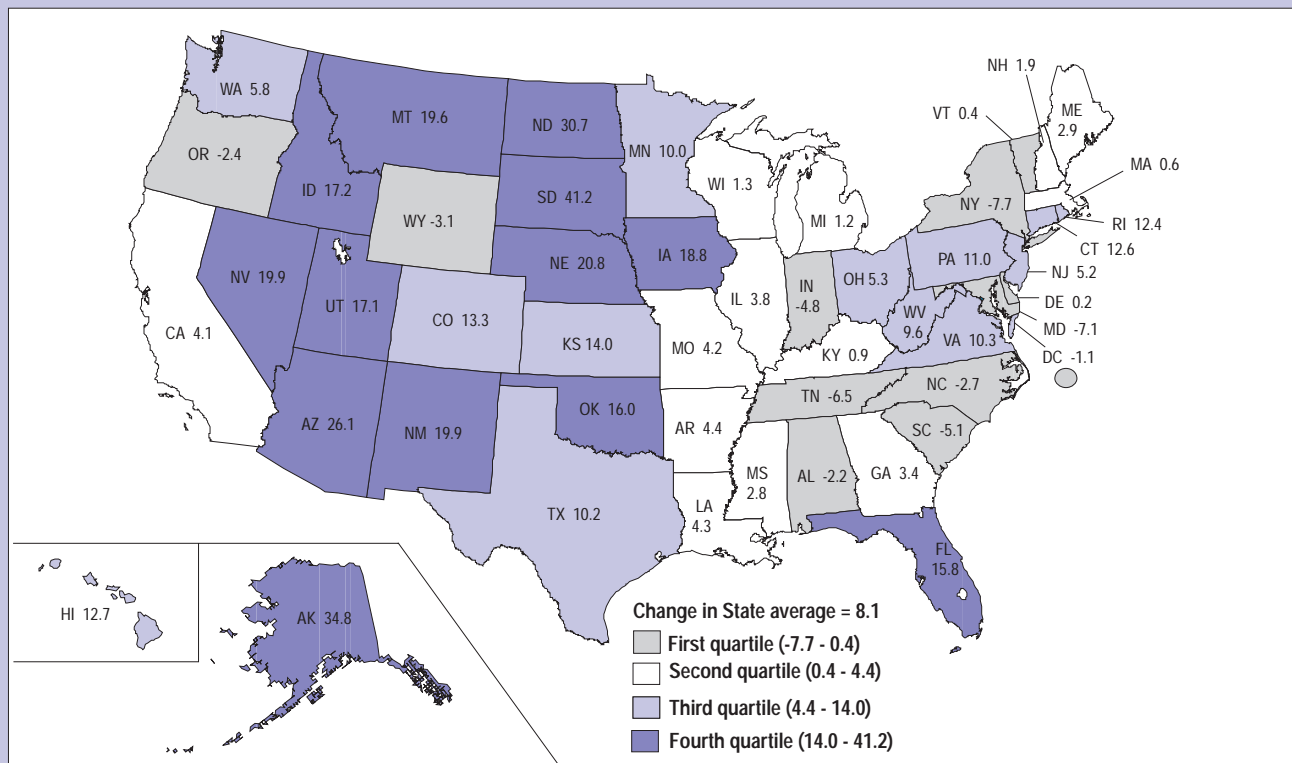 WA 5.8
MT 19.6
ND 30.7
MN 10.0
OR -2.4
ID 17.2
WY -3.1
SD 41.2
WI 1.3
MI 1.2
NY -7.7
VT 0.4
NH 1.9
ME
2.9
MA 0.6
RI 12.4
CT 12.6
NJ 5.2
DE 0.2
MD -7.1
DC -1.1
PA 11.0
NV 19.9
UT 17.1
CO 13.3
NE 20.8
IA 18.8
IL 3.8
IN
-4.8
OH 5.3
WV
9.6
VA 10.3
CA 4.1
KS 14.0
MO 4.2
KY 0.9
AZ 26.1
NM 19.9
OK 16.0
AR 4.4
TN -6.5
NC -2.7
SC -5.1
TX 10.2
LA
4.3
MS
2.8
AL -2.2
GA 3.4
FL
15.8
HI 12.7
AK 34.8
Change in State average = 8.1
First quartile (-7.7 - 0.4)
Second quartile (0.4 - 4.4)
Third quartile (4.4 - 14.0)
Fourth quartile (14.0 - 41.2)